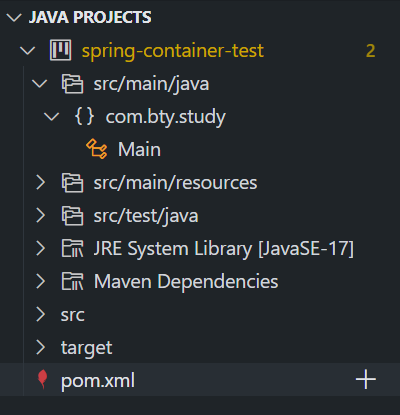 JAVA PROJECTS
spring-container-test 2
src/main/java
{} com.bty.study
Main
src/main/resources
src/test/java
JRE System Library [JavaSE-17]
Maven Dependencies
src
target
pom.xml